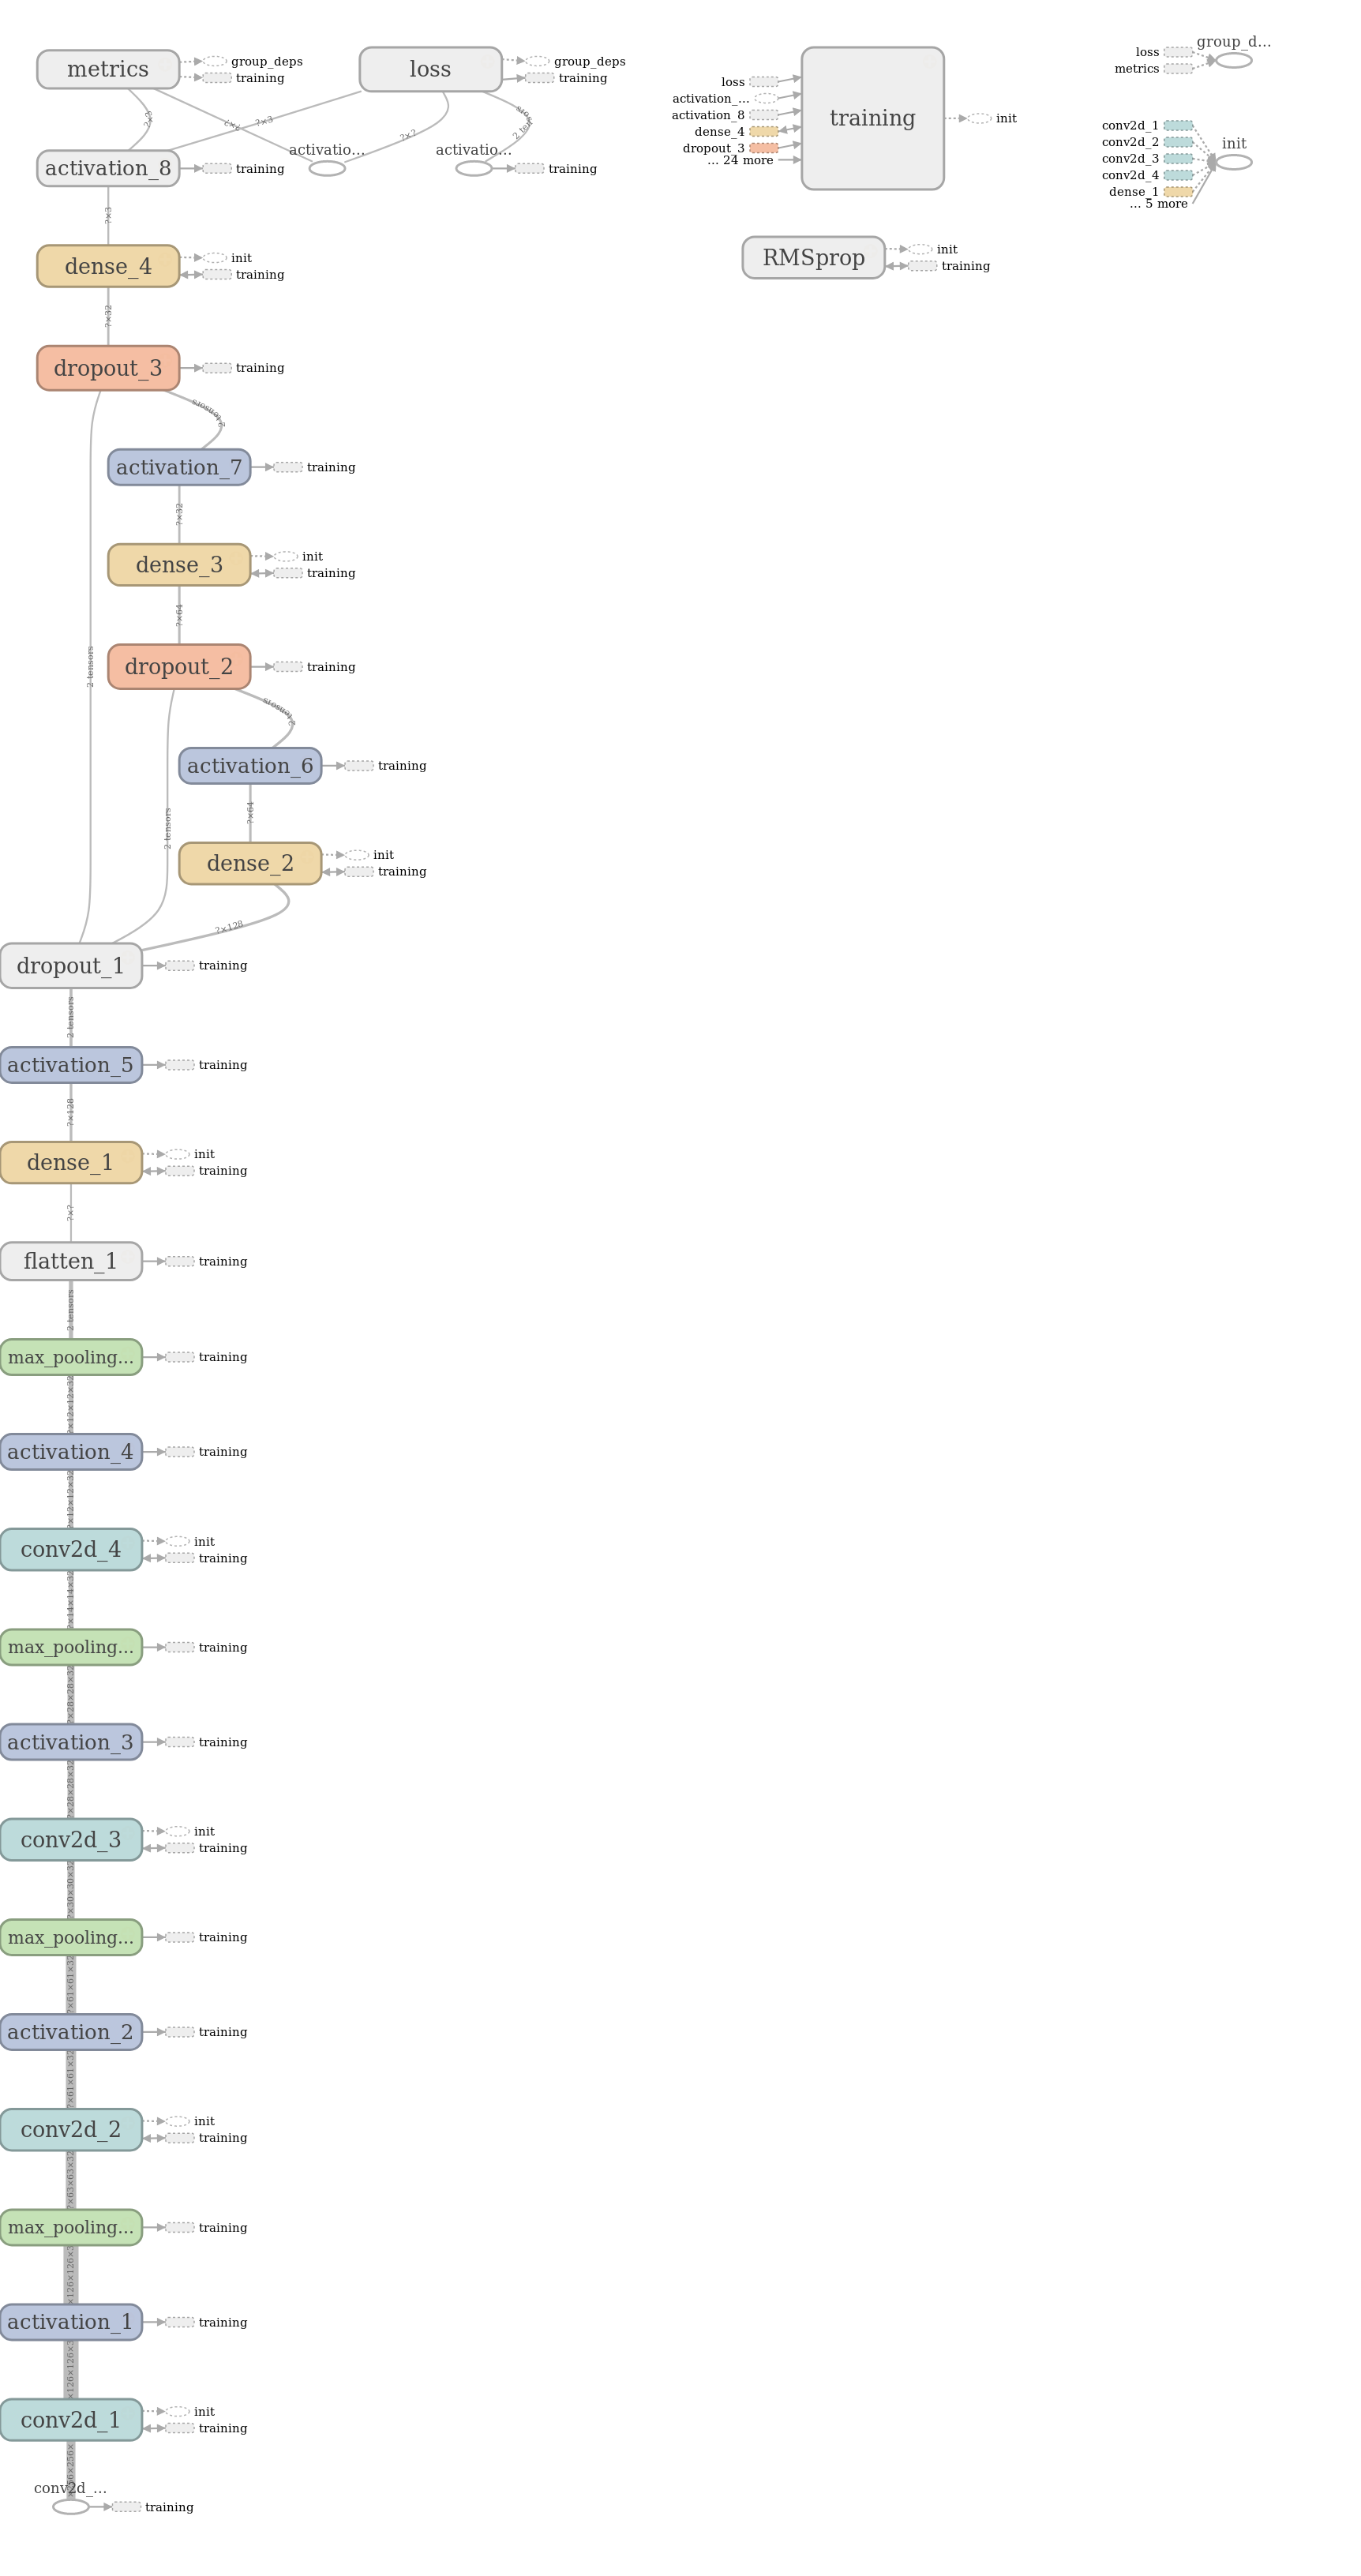 metrics
group_deps
training
loss
group_deps
training
?×3
?×3
?×?
?×?
2 tensors
activation_8
training
activatio...
activatio...
training
?×3
dense_4
init
training
?×32
dropout_3
training
2 tensors
activation_7
training
?×32
dense_3
init
training
?×64
2 tensors
dropout_2
training
2 tensors
activation_6
training
2 tensors
?×64
dense_2
init
training
?×128
dropout_1
training
2 tensors
activation_5
training
?×128
dense_1
init
training
?×?
flatten_1
training
2 tensors
max_pooling...
training
?×12×12×32
activation_4
training
?×12×12×32
conv2d_4
init
training
?×14×14×32
max_pooling...
training
?×28×28×32
activation_3
training
?×28×28×32
conv2d_3
init
training
?×30×30×32
max_pooling...
training
?×61×61×32
activation_2
training
?×61×61×32
conv2d_2
init
training
?×63×63×32
max_pooling...
training
×126×126×3
activation_1
training
×126×126×3
conv2d_1
init
training
conv2d_...
training
loss
activation_...
activation_8
dense_4
dropout_3
... 24 more
training
init
RMSprop
init
training
group_d...
loss
metrics
init
conv2d_1
conv2d_2
conv2d_3
conv2d_4
dense_1
... 5 more